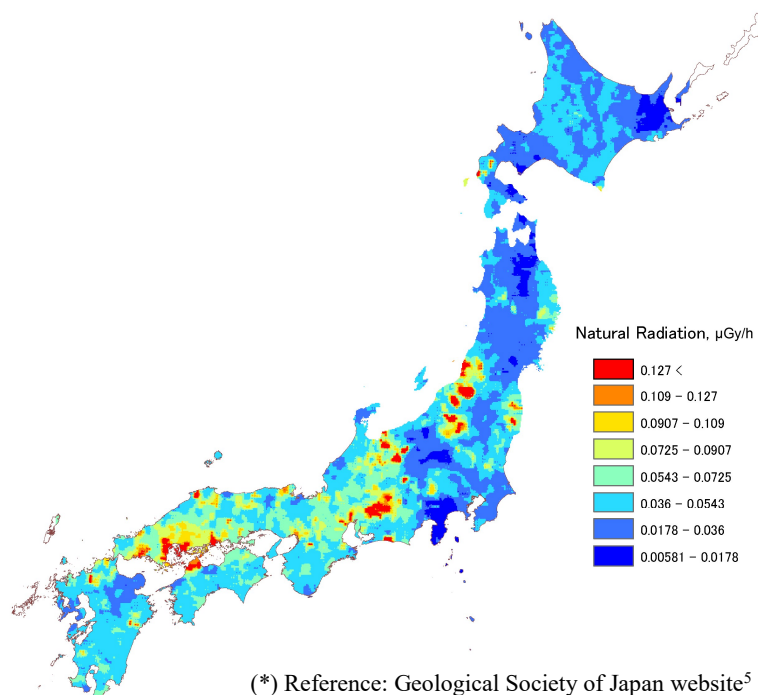 Natural Radiation, μGy/h
0.127 <
0.109 - 0.127
0.0907 - 0.109
0.0725 - 0.0907
0.0543 - 0.0725
0.036 - 0.0543
0.0178 - 0.036
0.00581 - 0.0178
(*) Reference: Geological Society of Japan website⁵